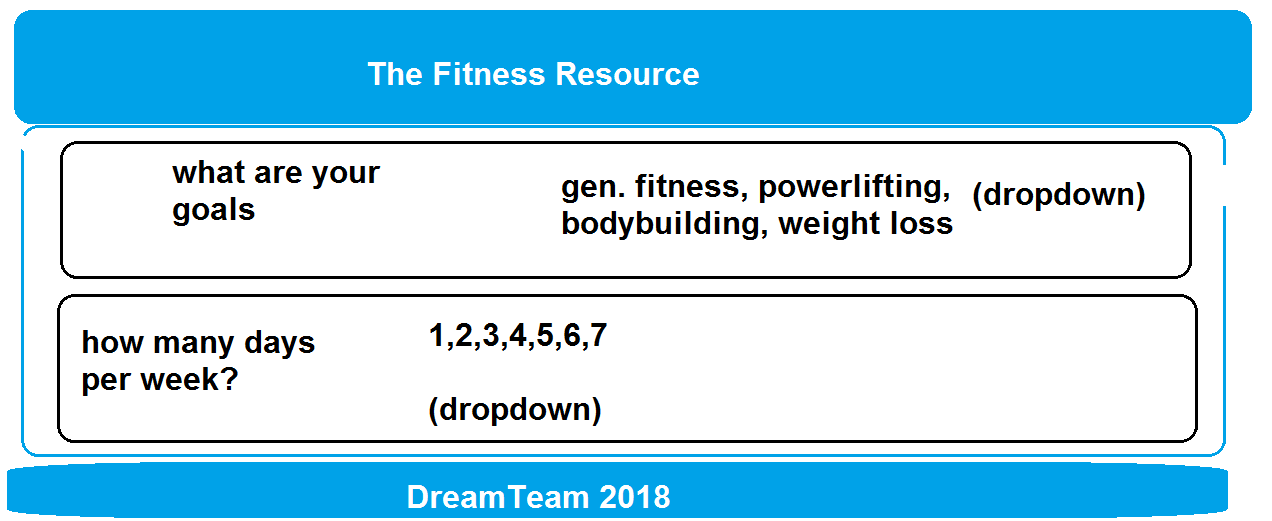 The Fitness Resource
what are your
goals
gen. fitness, powerlifting,
bodybuilding, weight loss
(dropdown)
how many days
per week?
1,2,3,4,5,6,7
(dropdown)
DreamTeam 2018